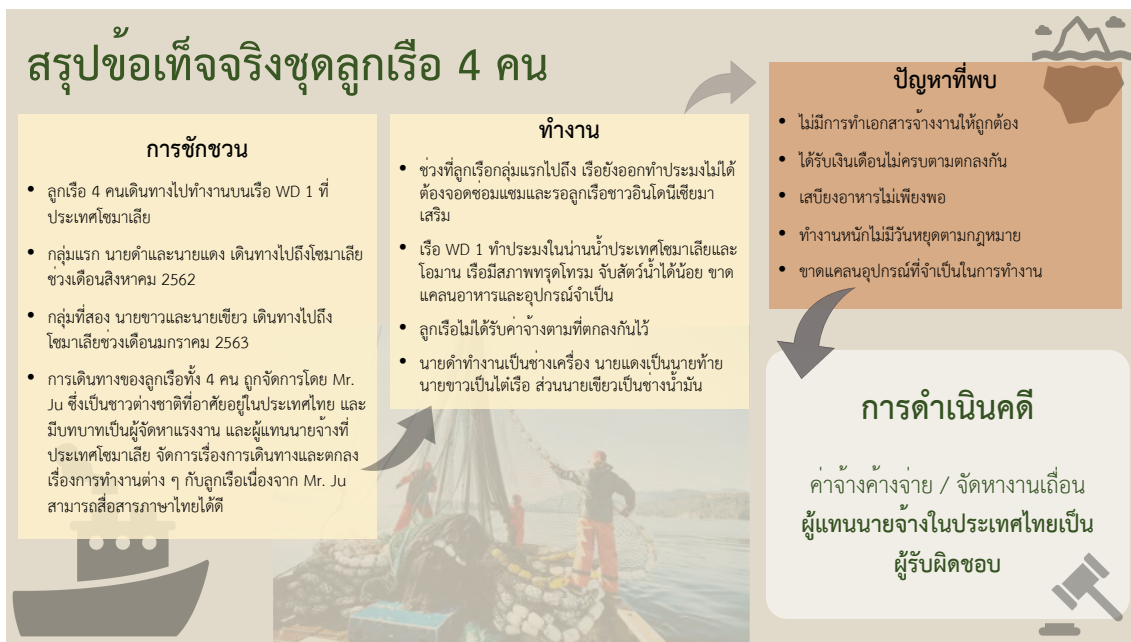 สรุปข้อเท็จจริงชุดลูกเรือ 4 คน
การชักชวน
• ลูกเรือ 4 คนเดินทางไปทำงานบนเรือ WD 1 ที่
ประเทศโซมาเลีย
• กลุ่มแรก นายดำและนายแดง เดินทางไปถึงโซมาเลีย
ช่วงเดือนสิงหาคม 2562
• กลุ่มที่สอง นายขาวและนายเขียว เดินทางไปถึง
โซมาเลียช่วงเดือนมกราคม 2563
• การเดินทางของลูกเรือทั้ง 4 คน ถูกจัดการโดย Mr.
Ju ซึ่งเป็นชาวต่างชาติที่อาศัยอยู่ในประเทศไทย และ
มีบทบาทเป็นผู้จัดหาแรงงาน และผู้แทนนายจ้างที่
ประเทศโซมาเลีย จัดการเรื่องการเดินทางและตกลง
เรื่องการทำงานต่าง ๆ กับลูกเรือเนื่องจาก Mr. Ju
สามารถสื่อสารภาษาไทยได้ดี
ทำงาน
• ช่วงที่ลูกเรือกลุ่มแรกไปถึง เรือยังออกทำประมงไม่ได้
ต้องจอดซ่อมแซมและรอลูกเรือชาวอินโดนีเซียมา
เสริม
• เรือ WD 1 ทำประมงในน่านน้ำประเทศโซมาเลียและ
โอมาน เรือมีสภาพทรุดโทรม จับสัตว์น้ำได้น้อย ขาด
แคลนอาหารและอุปกรณ์จำเป็น
• ลูกเรือไม่ได้รับค่าจ้างตามที่ตกลงกันไว้
• นายดำทำงานเป็นช่างเครื่อง นายแดงเป็นนายท้าย
นายขาวเป็นไต๋เรือ ส่วนนายเขียวเป็นช่างน้ำมัน
ปัญหาที่พบ
• ไม่มีการทำเอกสารจ้างงานให้ถูกต้อง
• ได้รับเงินเดือนไม่ครบตามตกลงกัน
• เสบียงอาหารไม่เพียงพอ
• ทำงานหนักไม่มีวันหยุดตามกฎหมาย
• ขาดแคลนอุปกรณ์ที่จำเป็นในการทำงาน
การดำเนินคดี
ค่าจ้างค้างจ่าย / จัดหางานเถื่อน
ผู้แทนนายจ้างในประเทศไทยเป็น
ผู้รับผิดชอบ